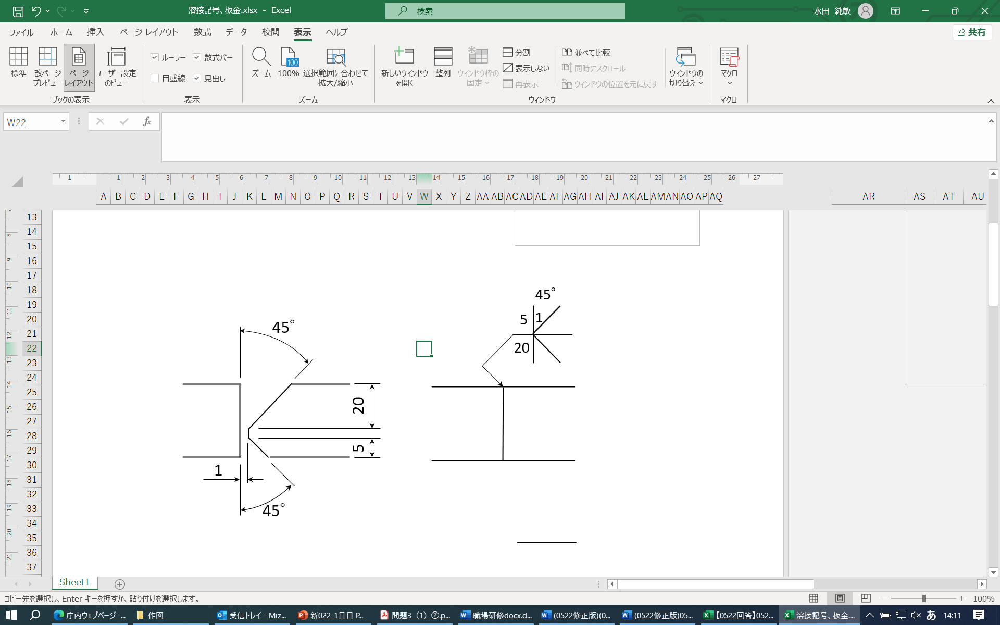 溶接記号、板金.xlsx - Excel
検索
水田 純敏
ファイル ホーム 挿入 ページ レイアウト 数式 データ 校閲 表示 ヘルプ
共有
標準
改ページ
プレビュー
ページ
レイアウト
ユーザー設定
のビュー
ブックの表示
ルーラー
数式バー
目盛線
見出し
表示
ズーム
100
100%
選択範囲に合わせて
拡大/縮小
ズーム
新しいウィンドウ
を開く
整列
ウィンドウ枠の
固定
分割
表示しない
再表示
並べて比較
同時にスクロール
ウィンドウの位置を元に戻す
ウィンドウの
切り替え
ウィンドウ
マクロ
マクロ
W22
fx
1 1 2 3 4 5 6 7 8 9 10 11 12 13 14 15 16 17 18 19 20 21 22 23 24 25 26 27
A B C D E F G H I J K L M N O P Q R S T U V W X Y Z AA AB AC AD AE AF AG AH AI AJ AK AL AM AN AO AP AQ AR AS AT AU
7
8
9
10
11
12
13
14
15
16
17
18
19
20
21
13
14
15
16
17
18
19
20
21
22
23
24
25
26
27
28
29
30
31
32
33
34
35
36
37
45°
20
5
1
45°
45°
5 1
20
Sheet1
コピー先を選択し、Enter キーを押すか、貼り付けを選択します。
100%
庁内ウェブページ -...
作図
受信トレイ - Miz...
新022_1日目 P...
問題3（1）②.p...
職場研修docx.d...
(0522修正版)(0...
(0522修正版)05...
【0522回答】052...
溶接記号、板金....
あ
14:11